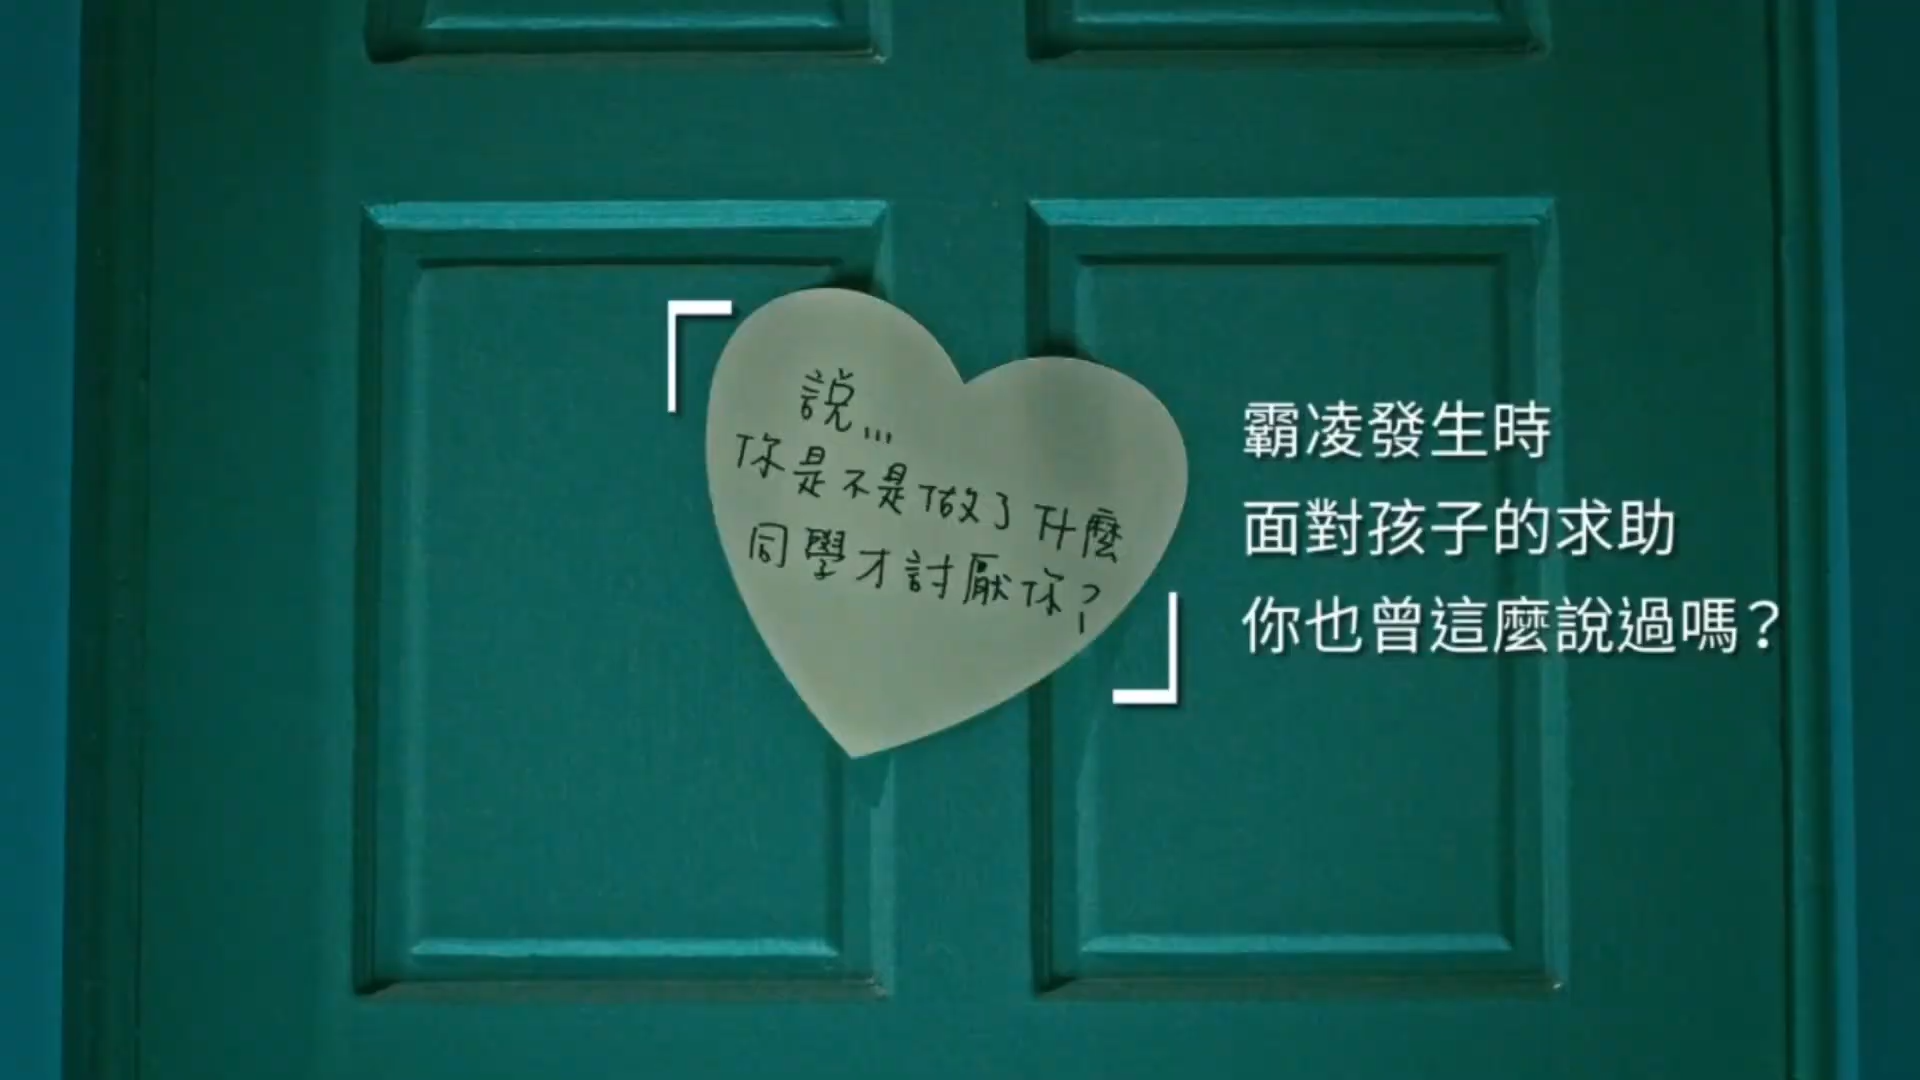 「
說...
你是不是做了什麼
同學才討厭你?
」
霸凌發生時
面對孩子的求助
你也曾這麼說過嗎?